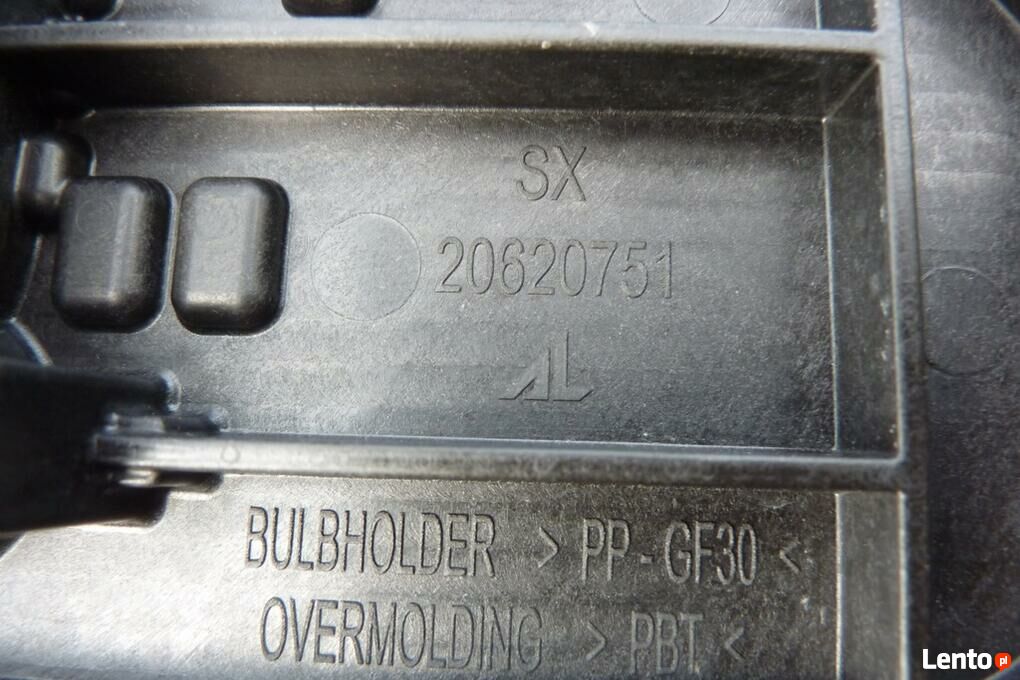 SX
20620751
AL
BULBHOLDER > PP - GF30 <
OVERMOLDING > PBT <
Lento pl